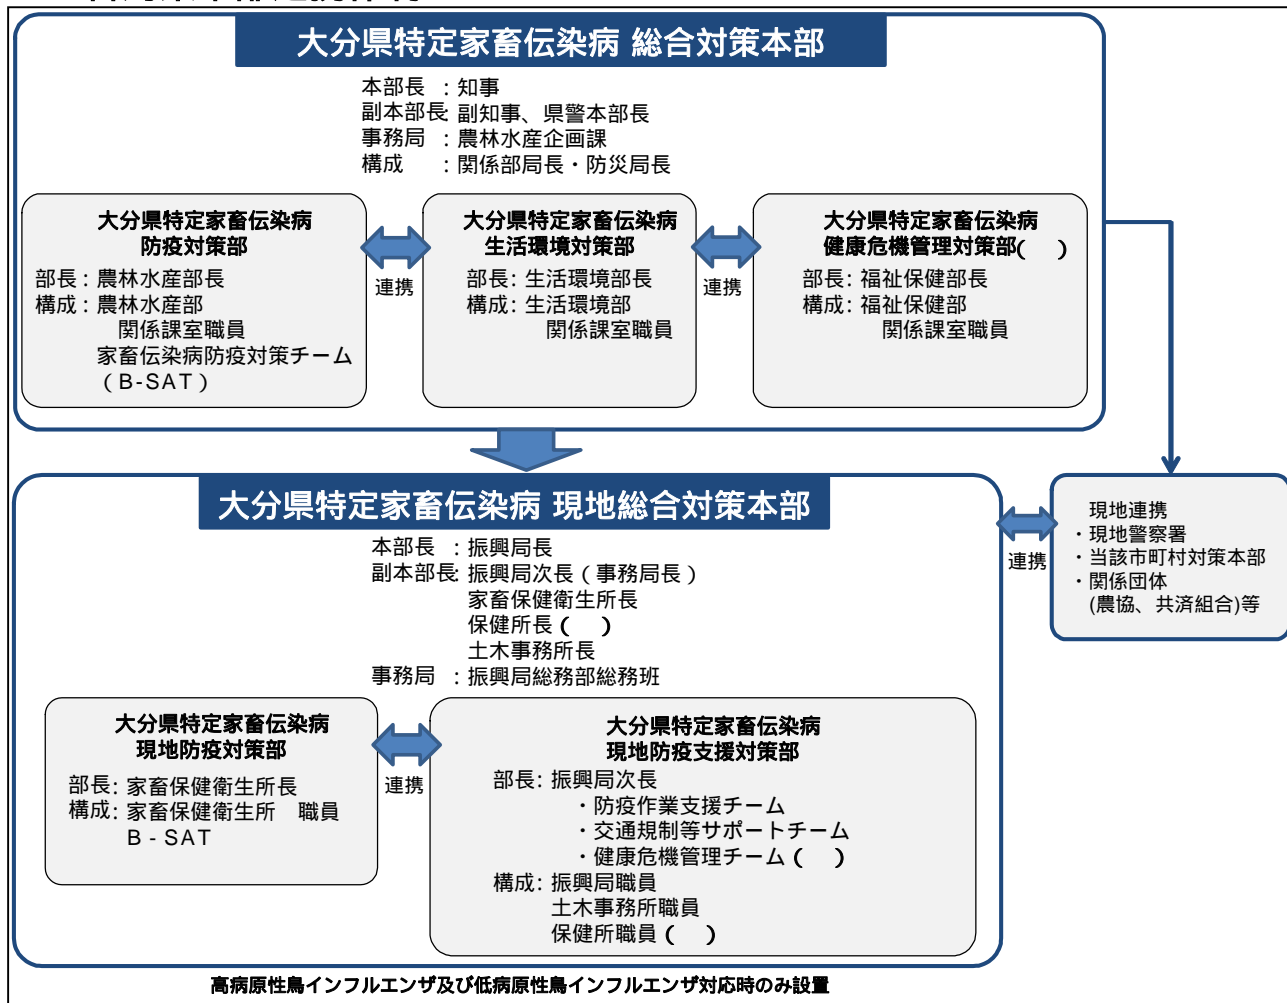 大分県特定家畜伝染病 総合対策本部
本部長 :知事
副本部長:副知事、県警本部長
事務局 :農林水産企画課
構成 :関係部局長・防災局長
大分県特定家畜伝染病
防疫対策部
部長:農林水産部長
構成:農林水産部
関係課室職員
家畜伝染病防疫対策チーム
(B-SAT)
連携
大分県特定家畜伝染病
生活環境対策部
部長:生活環境部長
構成:生活環境部
関係課室職員
連携
大分県特定家畜伝染病
健康危機管理対策部(　)
部長:福祉保健部長
構成:福祉保健部
関係課室職員
大分県特定家畜伝染病 現地総合対策本部
本部長 :振興局長
副本部長:振興局次長(事務局長)
家畜保健衛生所長
保健所長(　)
土木事務所長
事務局 :振興局総務部総務班
連携
現地連携
・現地警察署
・当該市町村対策本部
・関係団体
(農協、共済組合)等
大分県特定家畜伝染病
現地防疫対策部
部長:家畜保健衛生所長
構成:家畜保健衛生所　職員
B‐SAT
連携
大分県特定家畜伝染病
現地防疫支援対策部
部長:振興局次長
・防疫作業支援チーム
・交通規制等サポートチーム
・健康危機管理チーム(　)
構成:振興局職員
土木事務所職員
保健所職員(　)
高病原性鳥インフルエンザ及び低病原性鳥インフルエンザ対応時のみ設置